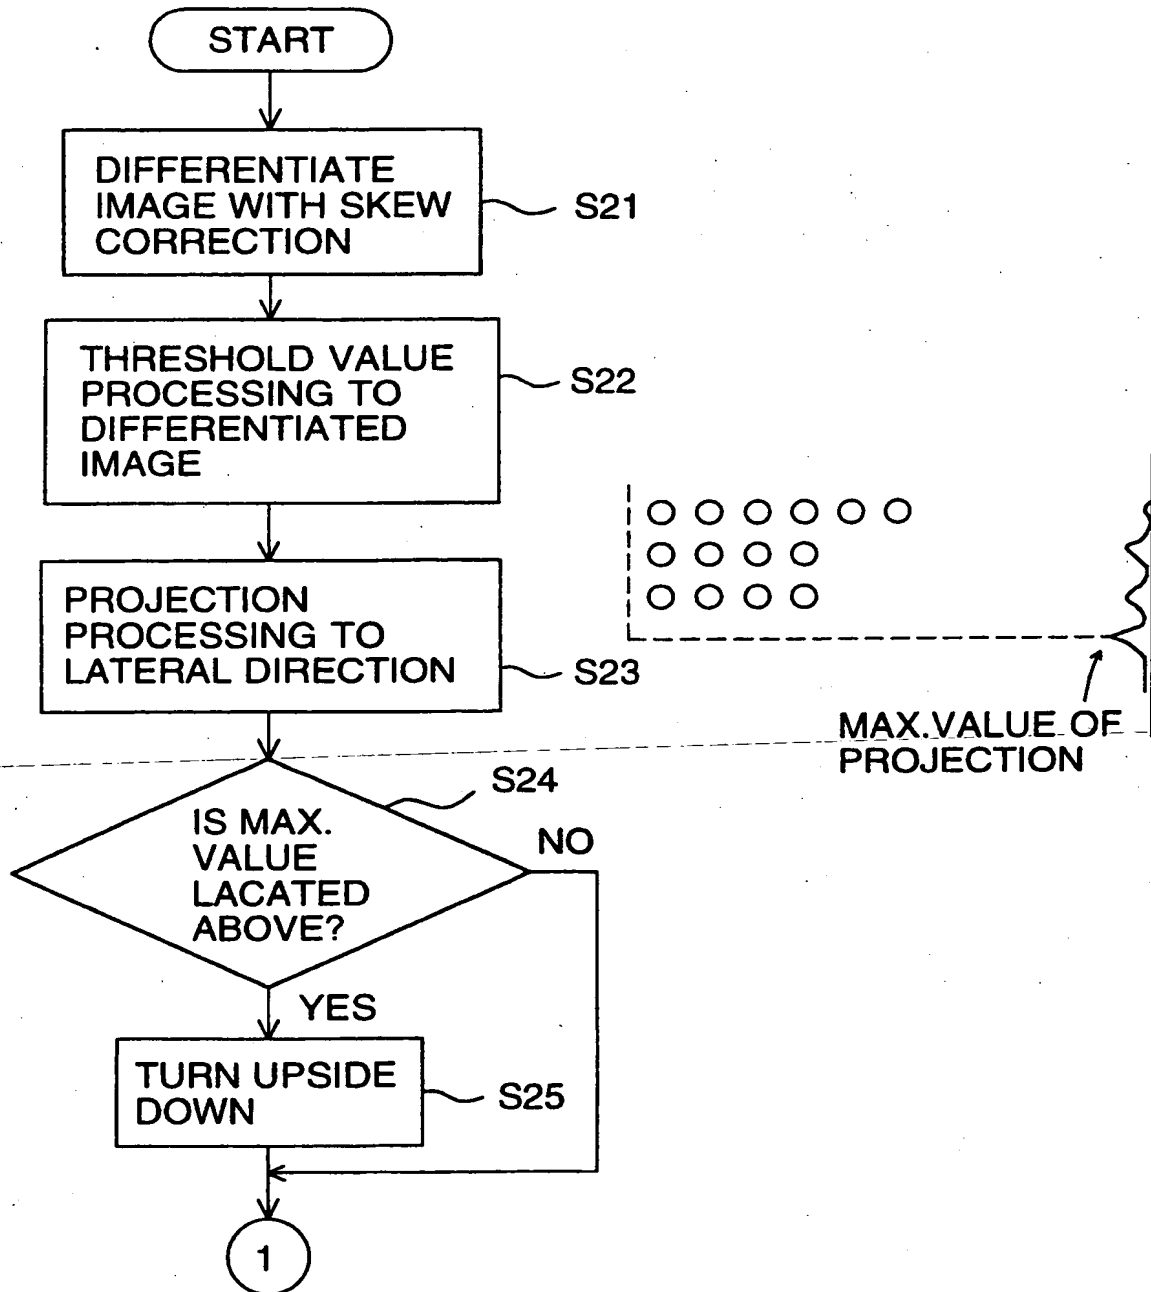 START
DIFFERENTIATE
IMAGE WITH SKEW
CORRECTION
S21
THRESHOLD VALUE
PROCESSING TO
DIFFERENTIATED
IMAGE
S22
PROJECTION
PROCESSING TO
LATERAL DIRECTION
S23
MAX.VALUE OF
PROJECTION
S24
IS MAX.
VALUE
LACATED
ABOVE?
NO
YES
TURN UPSIDE
DOWN
S25
1